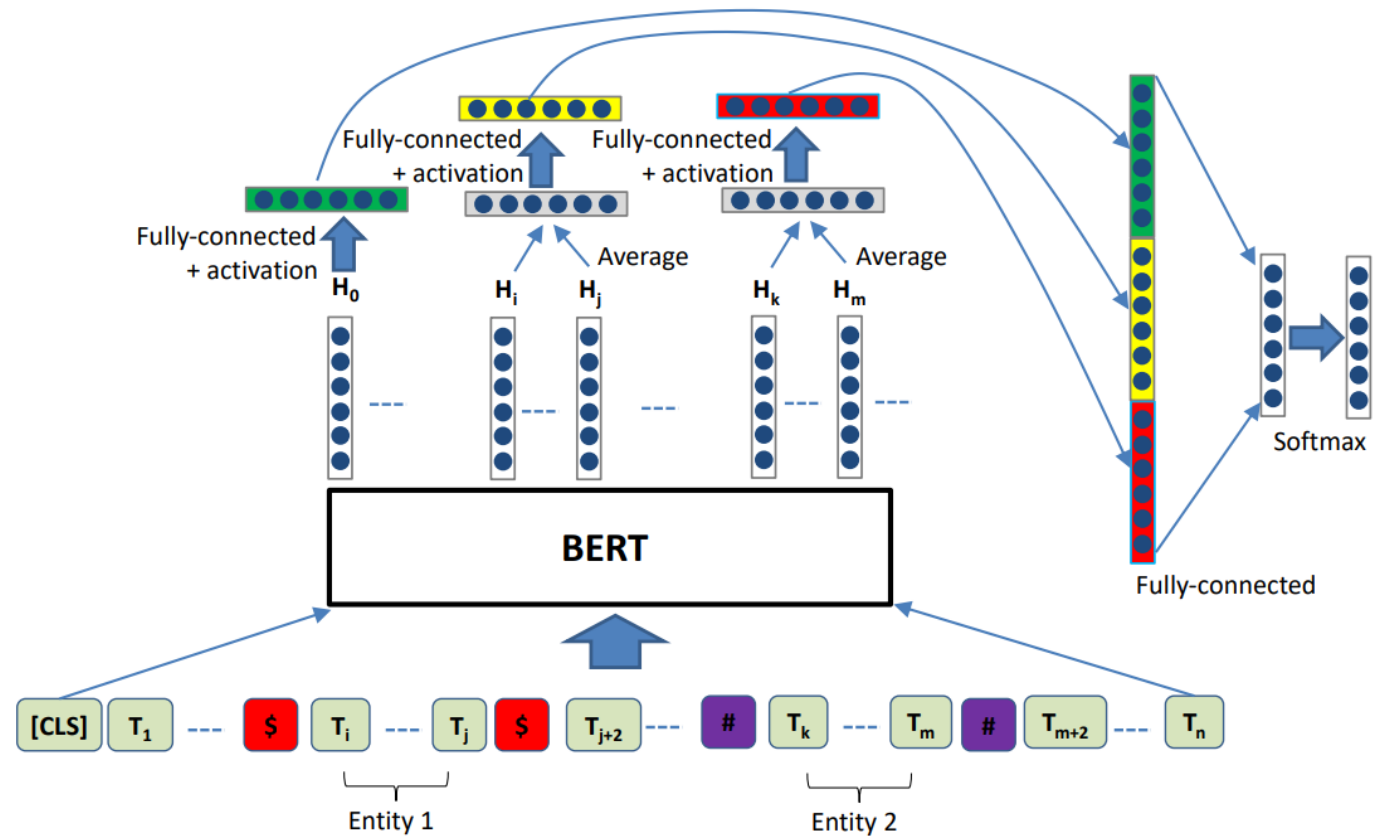 Fully-connected
+ activation
Fully-connected
+ activation
Fully-connected
+ activation
Average
Average
H0
Hi
Hj
Hk
Hm
Softmax
BERT
Fully-connected
[CLS] T1 $ Ti Tj $ Tj+2 # Tk Tm # Tm+2 Tn
Entity 1
Entity 2